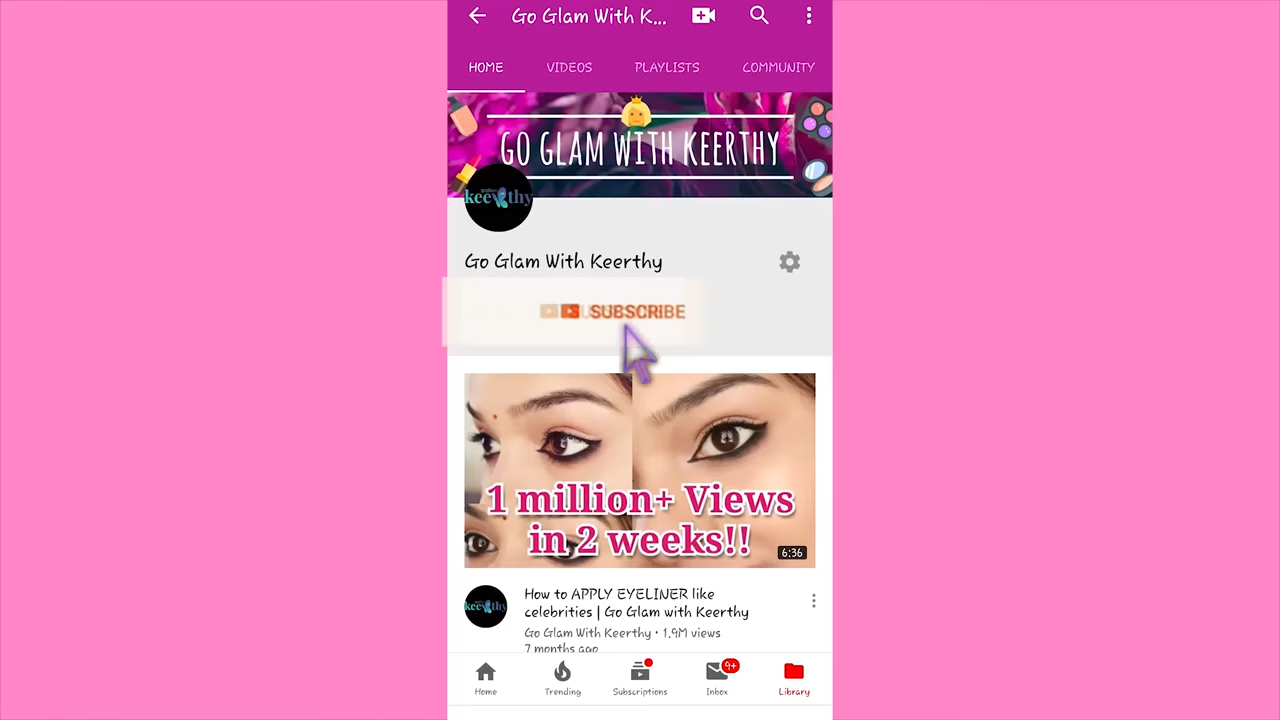 Go Glam With K...
HOME VIDEOS PLAYLISTS COMMUNITY
GO GLAM WITH KEERTHY
keerthy
Go Glam With Keerthy
SUBSCRIBE
1 million+ Views
in 2 weeks!!
6:36
keerthy
How to APPLY EYELINER like
celebrities | Go Glam with Keerthy
Go Glam With Keerthy • 1.9M views
7 months ago
9+
Home Trending Subscriptions Inbox Library